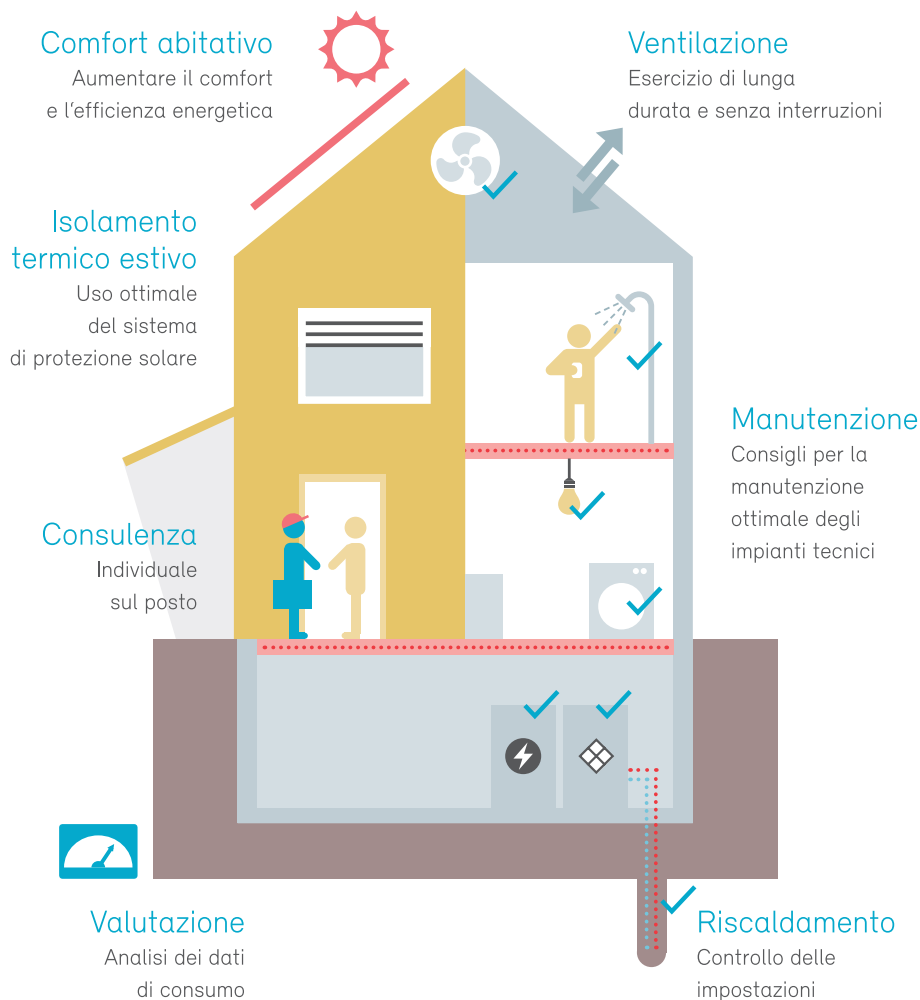 Comfort abitativo
Aumentare il comfort
e l'efficienza energetica
Ventilazione
Esercizio di lunga
durata e senza interruzioni
Isolamento
termico estivo
Uso ottimale
del sistema
di protezione solare
Manutenzione
Consigli per la
manutenzione
ottimale degli
impianti tecnici
Consulenza
Individuale
sul posto
Valutazione
Analisi dei dati
di consumo
Riscaldamento
Controllo delle
impostazioni